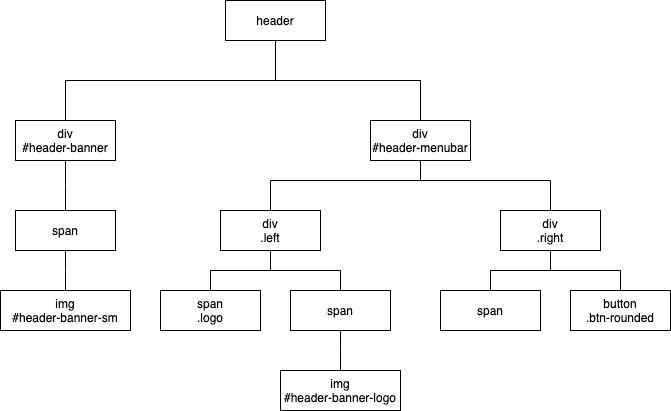 header
div
#header-banner
div
#header-menubar
span
div
.left
div
.right
img
#header-banner-sm
span
.logo
span
span
button
.btn-rounded
img
#header-banner-logo